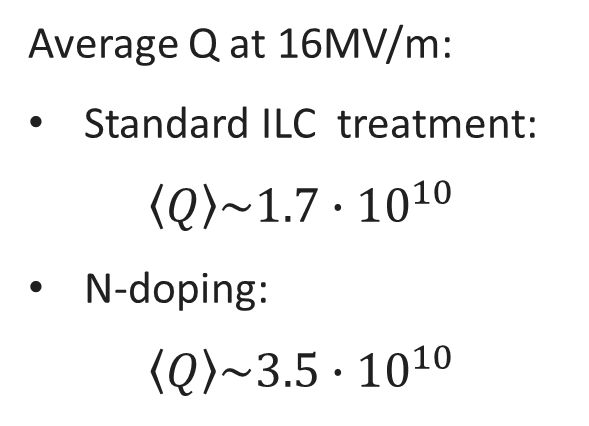 Average Q at 16MV/m:
• Standard ILC treatment:
⟨Q⟩~1.7 · 10¹⁰
• N-doping:
⟨Q⟩~3.5 · 10¹⁰